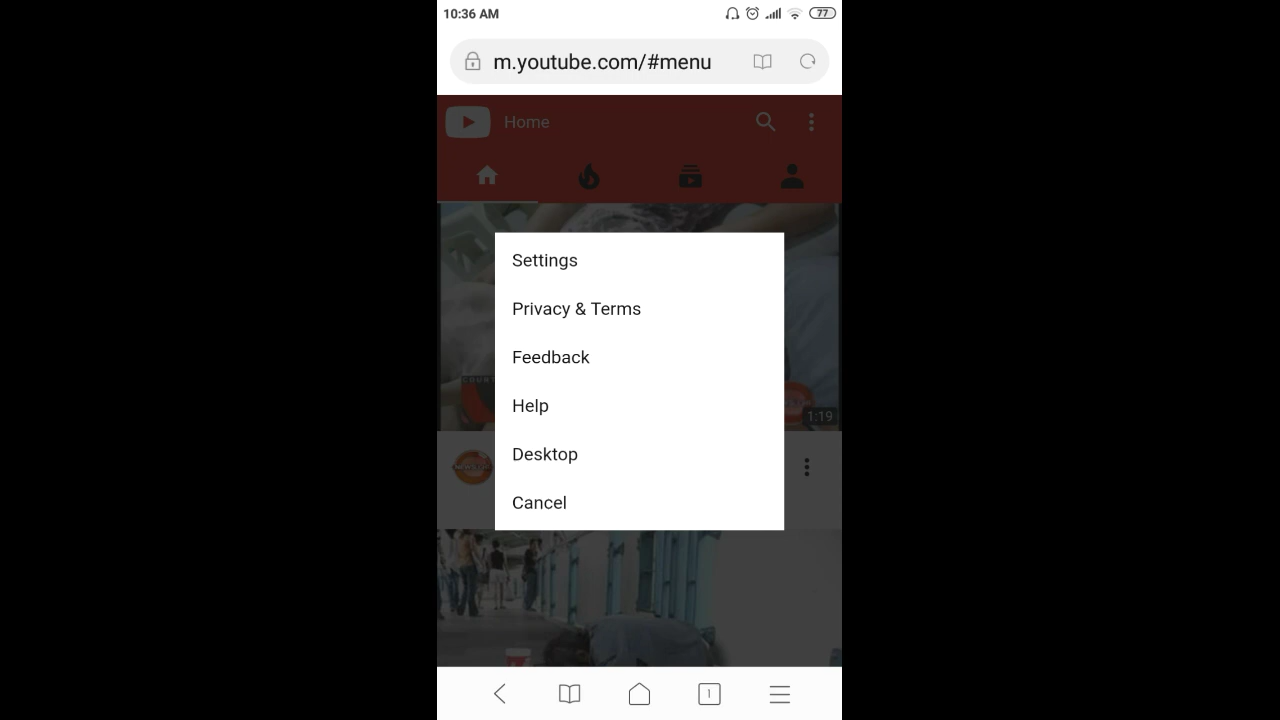 10:36 AM
77
m.youtube.com/#menu
Home
Settings
Privacy & Terms
Feedback
Help
Desktop
Cancel
1:19
1